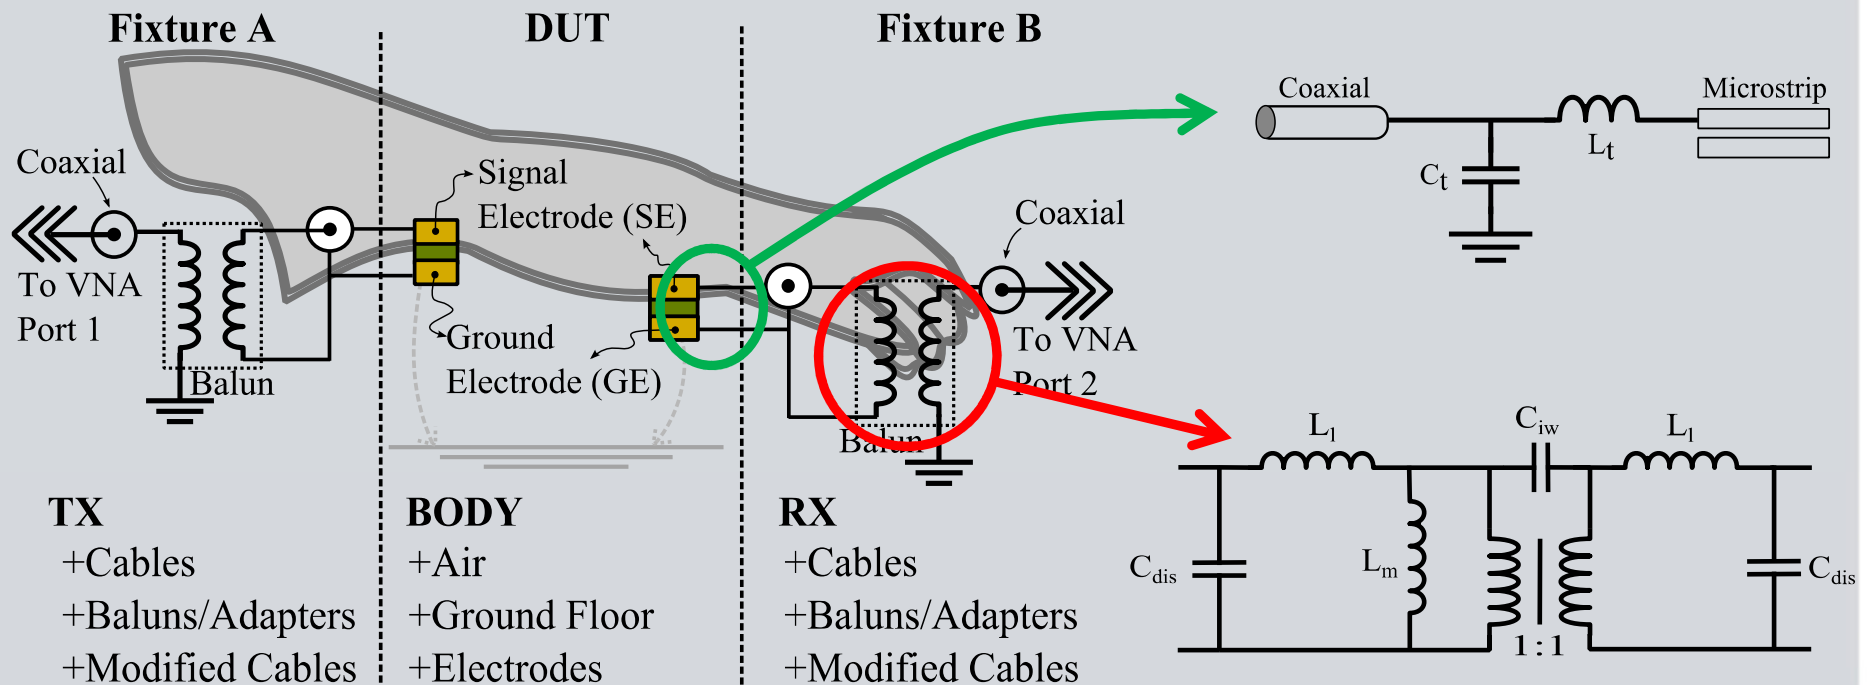 Fixture A
DUT
Fixture B
Coaxial
To VNA
Port 1
Balun
Signal
Electrode (SE)
Ground
Electrode (GE)
Coaxial
To VNA
Port 2
Balun
TX
+Cables
+Baluns/Adapters
+Modified Cables
BODY
+Air
+Ground Floor
+Electrodes
RX
+Cables
+Baluns/Adapters
+Modified Cables
Coaxial
Microstrip
Lt
Ct
Ll
Ciw
Ll
Cdis
Lm
Cdis
1:1